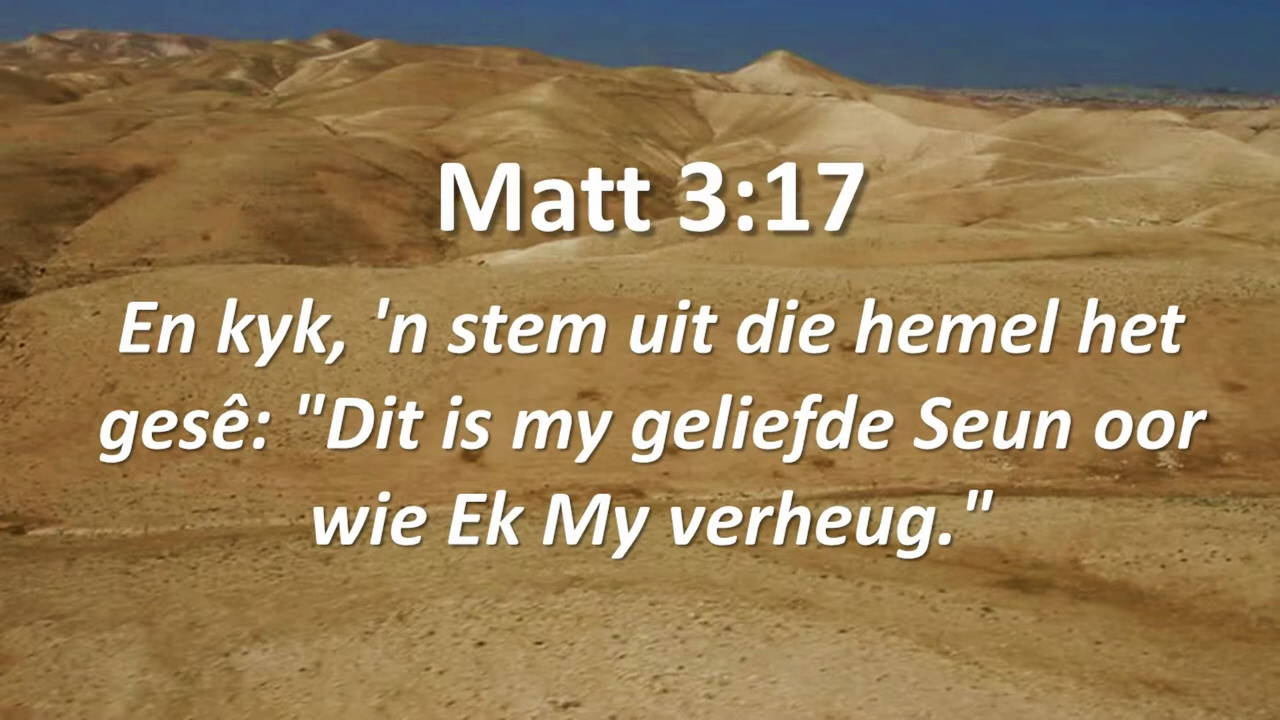 Matt 3:17
En kyk, 'n stem uit die hemel het
gesê: "Dit is my geliefde Seun oor
wie Ek My verheug."